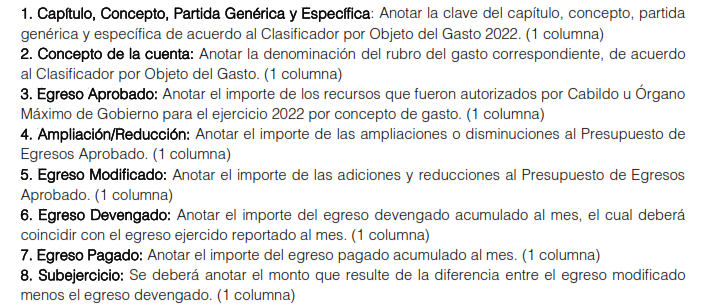 1. Capítulo, Concepto, Partida Genérica y Específica: Anotar la clave del capítulo, concepto, partida
genérica y específica de acuerdo al Clasificador por Objeto del Gasto 2022. (1 columna)
2. Concepto de la cuenta: Anotar la denominación del rubro del gasto correspondiente, de acuerdo
al Clasificador por Objeto del Gasto. (1 columna)
3. Egreso Aprobado: Anotar el importe de los recursos que fueron autorizados por Cabildo u Órgano
Máximo de Gobierno para el ejercicio 2022 por concepto de gasto. (1 columna)
4. Ampliación/Reducción: Anotar el importe de las ampliaciones o disminuciones al Presupuesto de
Egresos Aprobado. (1 columna)
5. Egreso Modificado: Anotar el importe de las adiciones y reducciones al Presupuesto de Egresos
Aprobado. (1 columna)
6. Egreso Devengado: Anotar el importe del egreso devengado acumulado al mes, el cual deberá
coincidir con el egreso ejercido reportado al mes. (1 columna)
7. Egreso Pagado: Anotar el importe del egreso pagado acumulado al mes. (1 columna)
8. Subejercicio: Se deberá anotar el monto que resulte de la diferencia entre el egreso modificado
menos el egreso devengado. (1 columna)